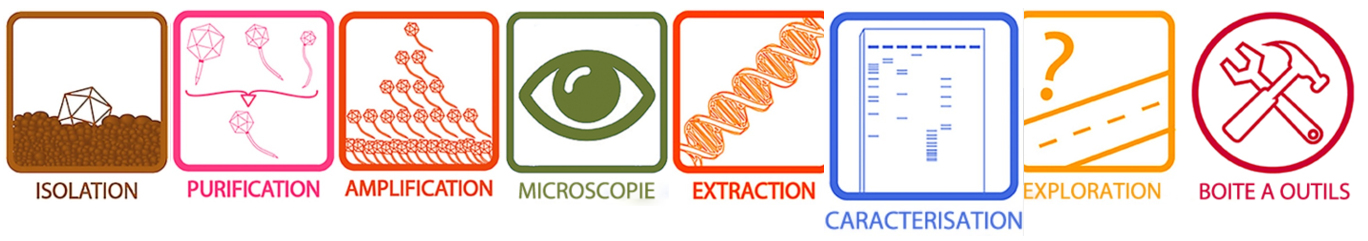 ?
ISOLATION
PURIFICATION
AMPLIFICATION
MICROSCOPIE
EXTRACTION
CARACTERISATION
EXPLORATION
BOITE A OUTILS